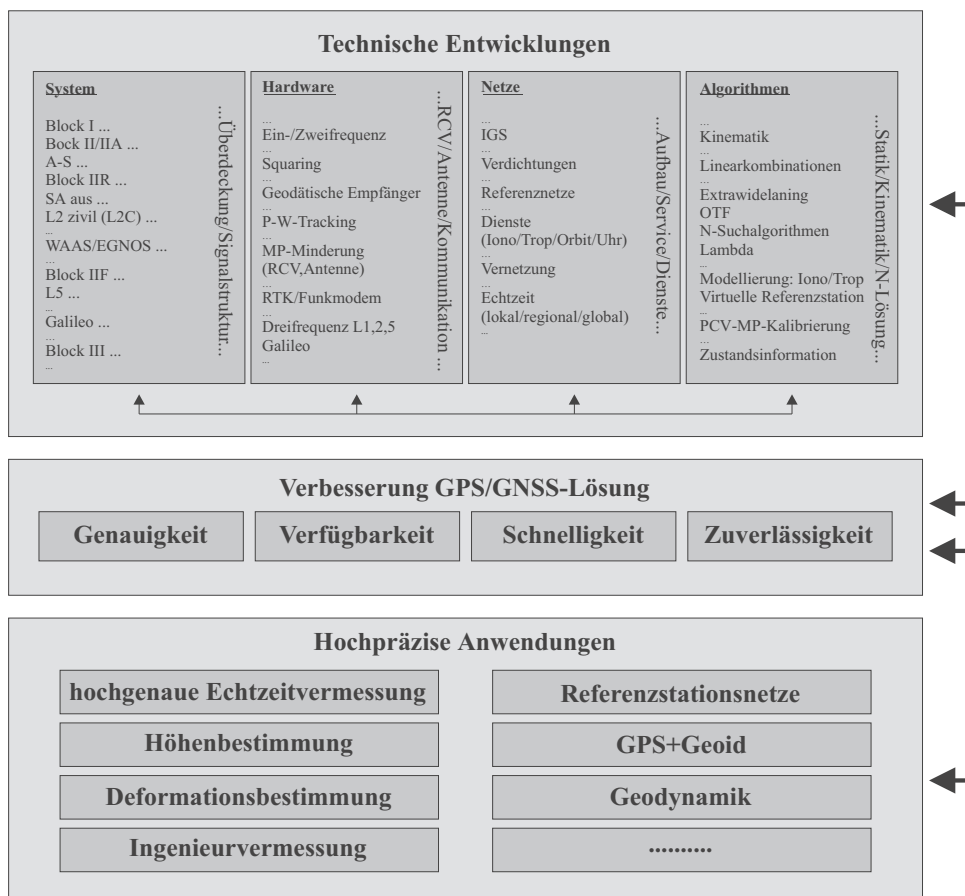 Technische Entwicklungen
System
Block I ...
Bock II/IIA ...
A-S ...
Block IIR ...
SA aus ...
L2 zivil (L2C) ...
...
WAAS/EGNOS ...
...
Block IIF ...
L5 ...
...
Galileo ...
...
Block III ...
...
...Überdeckung/Signalstruktur...
Hardware
...
Ein-/Zweifrequenz
...
Squaring
...
Geodätische Empfänger
...
P-W-Tracking
...
MP-Minderung
(RCV,Antenne)
...
RTK/Funkmodem
...
Dreifrequenz L1,2,5
Galileo
...
...RCV/Antenne/Kommunikation ...
Netze
...
IGS
...
Verdichtungen
...
Referenznetze
...
Dienste
(Iono/Trop/Orbit/Uhr)
...
Vernetzung
...
Echtzeit
(lokal/regional/global)
...
...Aufbau/Service/Dienste...
Algorithmen
...
Kinematik
...
Linearkombinationen
...
Extrawidelaning
OTF
N-Suchalgorithmen
Lambda
...
Modellierung: Iono/Trop
Virtuelle Referenzstation
...
PCV-MP-Kalibrierung
...
Zustandsinformation
...Statik/Kinematik/N-Lösung...
Verbesserung GPS/GNSS-Lösung
Genauigkeit
Verfügbarkeit
Schnelligkeit
Zuverlässigkeit
Hochpräzise Anwendungen
hochgenaue Echtzeitvermessung
Referenzstationsnetze
Höhenbestimmung
GPS+Geoid
Deformationsbestimmung
Geodynamik
Ingenieurvermessung
..........